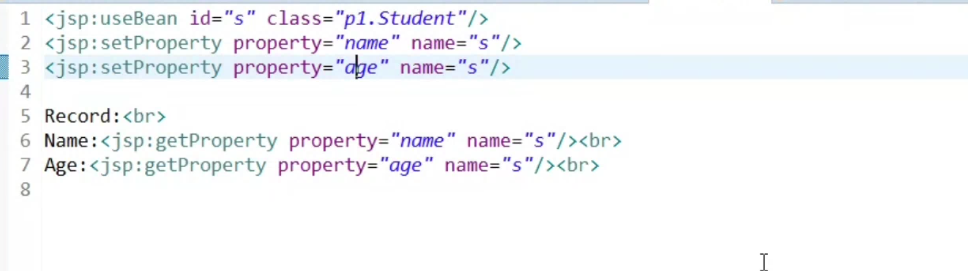 1 <jsp:useBean id="s" class="p1.Student"/>
2 <jsp:setProperty property="name" name="s"/>
3 <jsp:setProperty property="age" name="s"/>
4
5 Record:<br>
6 Name:<jsp:getProperty property="name" name="s"/><br>
7 Age:<jsp:getProperty property="age" name="s"/><br>
8